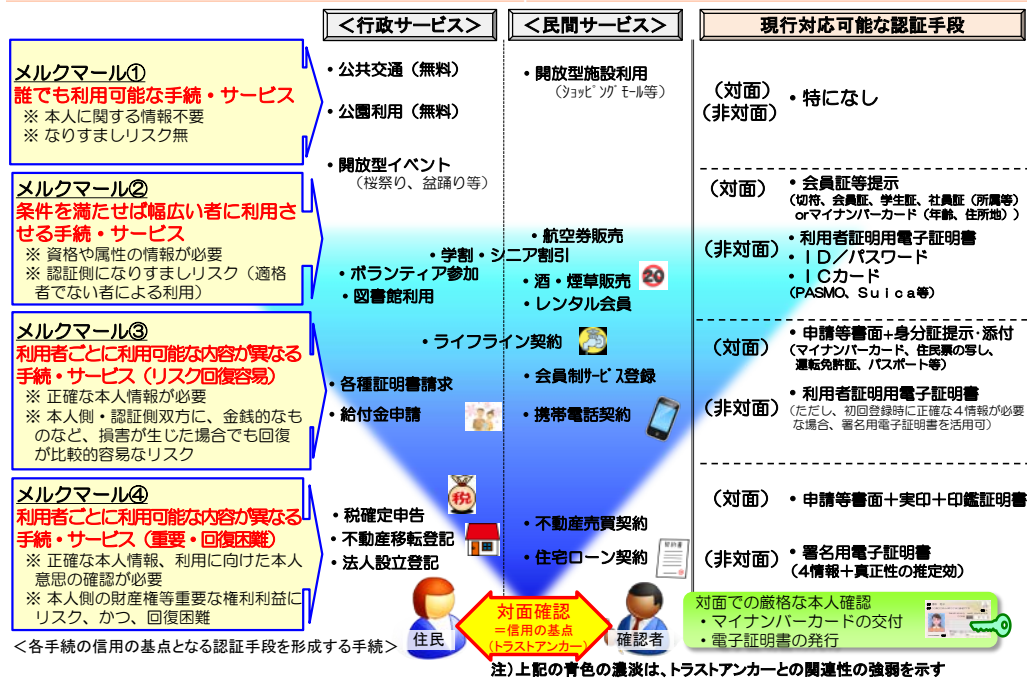 ＜行政サービス＞
＜民間サービス＞
現行対応可能な認証手段
メルクマール①
誰でも利用可能な手続・サービス
※ 本人に関する情報不要
※ なりすましリスク無
・公共交通（無料）
・公園利用（無料）
・開放型イベント
（桜祭り、盆踊り等）
・開放型施設利用
（ショッピングモール等）
（対面）
（非対面）
・特になし
メルクマール②
条件を満たせば幅広い者に利用さ
せる手続・サービス
※ 資格や属性の情報が必要
※ 認証側になりすましリスク（適格
者でない者による利用）
・学割・シニア割引
・ボランティア参加
・図書館利用
・航空券販売
・酒・煙草販売
20
・レンタル会員
（対面）
・会員証等提示
（切符、会員証、学生証、社員証（所属等）
orマイナンバーカード（年齢、住所地））
（非対面）
・利用者証明用電子証明書
・ＩＤ／パスワード
・ＩＣカード
（PASMO、Ｓｕｉｃａ等）
メルクマール③
利用者ごとに利用可能な内容が異なる
手続・サービス（リスク回復容易）
※ 正確な本人情報が必要
※ 本人側・認証側双方に、金銭的なも
のなど、損害が生じた場合でも回復
が比較的容易なリスク
・ライフライン契約
・各種証明書請求
・給付金申請
・会員制サービス登録
・携帯電話契約
（対面）
・申請等書面+身分証提示・添付
（マイナンバーカード、住民票の写し、
運転免許証、パスポート等）
（非対面）
・利用者証明用電子証明書
（ただし、初回登録時に正確な４情報が必要
な場合、署名用電子証明書を活用可）
メルクマール④
利用者ごとに利用可能な内容が異なる
手続・サービス（重要・回復困難）
※ 正確な本人情報、利用に向けた本人
意思の確認が必要
※ 本人側の財産権等重要な権利利益に
リスク、かつ、回復困難
税
・税確定申告
・不動産移転登記
・法人設立登記
・不動産売買契約
・住宅ローン契約
契約書
（対面）
・申請等書面＋実印＋印鑑証明書
（非対面）
・署名用電子証明書
（４情報＋真正性の推定効）
＜各手続の信用の基点となる認証手段を形成する手続＞
住民
対面確認
＝信用の基点
（トラストアンカー）
確認者
対面での厳格な本人確認
・マイナンバーカードの交付
・電子証明書の発行
注）上記の青色の濃淡は、トラストアンカーとの関連性の強弱を示す